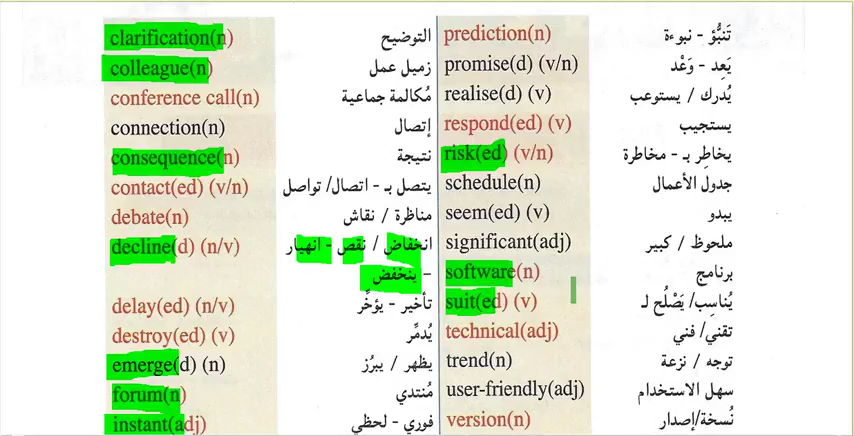 clarification(n) التوضيح
colleague(n) زميل عمل
conference call(n) مُكالمة جماعية
connection(n) إتصال
consequence(n) نتيجة
contact(ed) (v/n) يتصل بـ - اتصال/ تواصل
debate(n) مناظرة / نقاش
decline(d) (n/v) انخفاض / نقص - انهيار
– ينخفض
delay(ed) (n/v) تأخير - يؤخِّر
destroy(ed) (v) يُدمِّر
emerge(d) (n) يظهر / يبرُز
forum(n) مُنتدي
instant(adj) فوري - لحظي
prediction(n) تَنبُّؤ - نبوءة
promise(d) (v/n) يَعِد - وَعْد
realise(d) (v) يُدرك / يستوعب
respond(ed) (v) يستجيب
risk(ed) (v/n) يخاطِر بـ - مخاطرة
schedule(n) جدول الأعمال
seem(ed) (v) يبدو
significant(adj) ملحوظ / كبير
software(n) برنامج
suit(ed) (v) يُناسِب/ يَصْلُح لـ
technical(adj) تقني/ فني
trend(n) توجه / نزعة
user-friendly(adj) سهل الاستخدام
version(n) نُسخة/إصدار